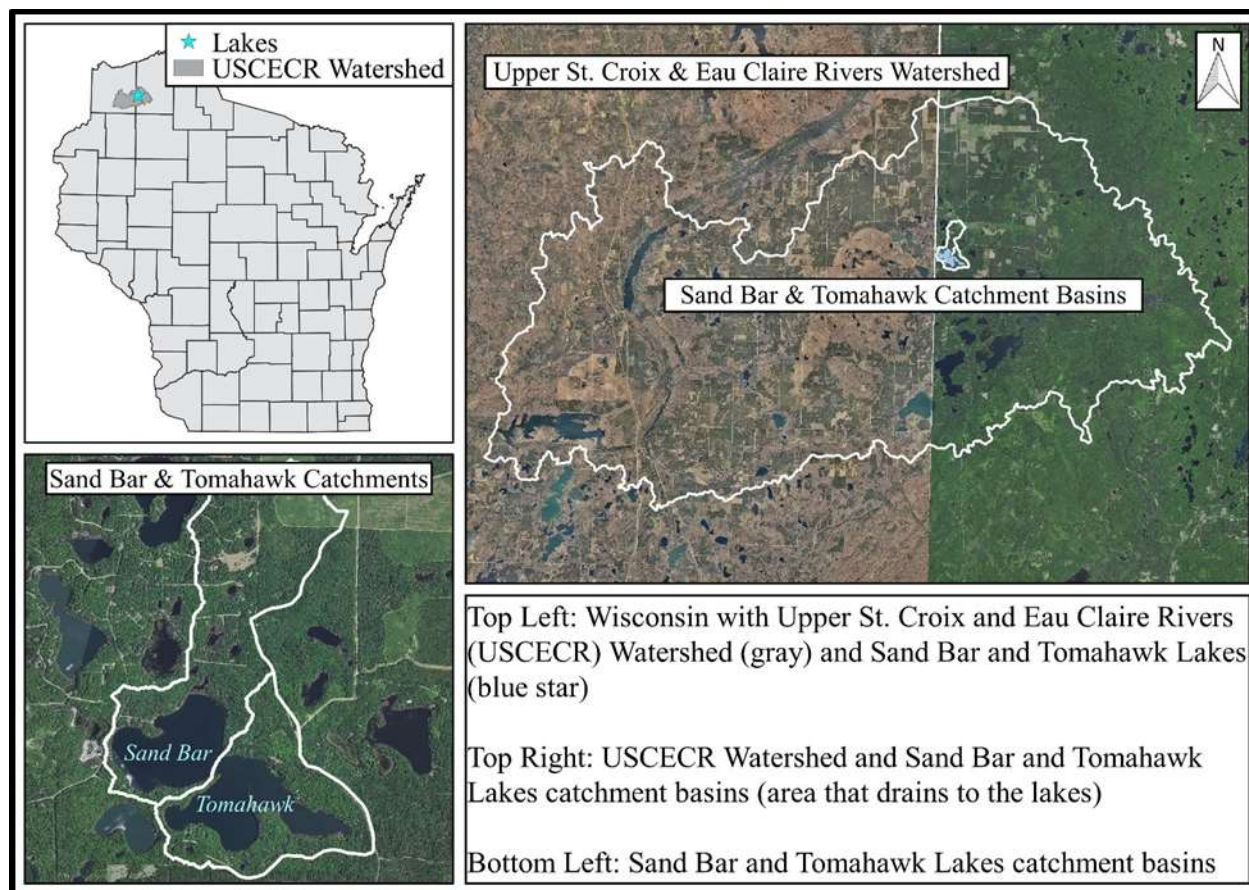 Lakes
USCECR Watershed
Upper St. Croix & Eau Claire Rivers Watershed
N
Sand Bar & Tomahawk Catchment Basins
Sand Bar & Tomahawk Catchments
Sand Bar
Tomahawk
Top Left: Wisconsin with Upper St. Croix and Eau Claire Rivers
(USCECR) Watershed (gray) and Sand Bar and Tomahawk Lakes
(blue star)
Top Right: USCECR Watershed and Sand Bar and Tomahawk
Lakes catchment basins (area that drains to the lakes)
Bottom Left: Sand Bar and Tomahawk Lakes catchment basins